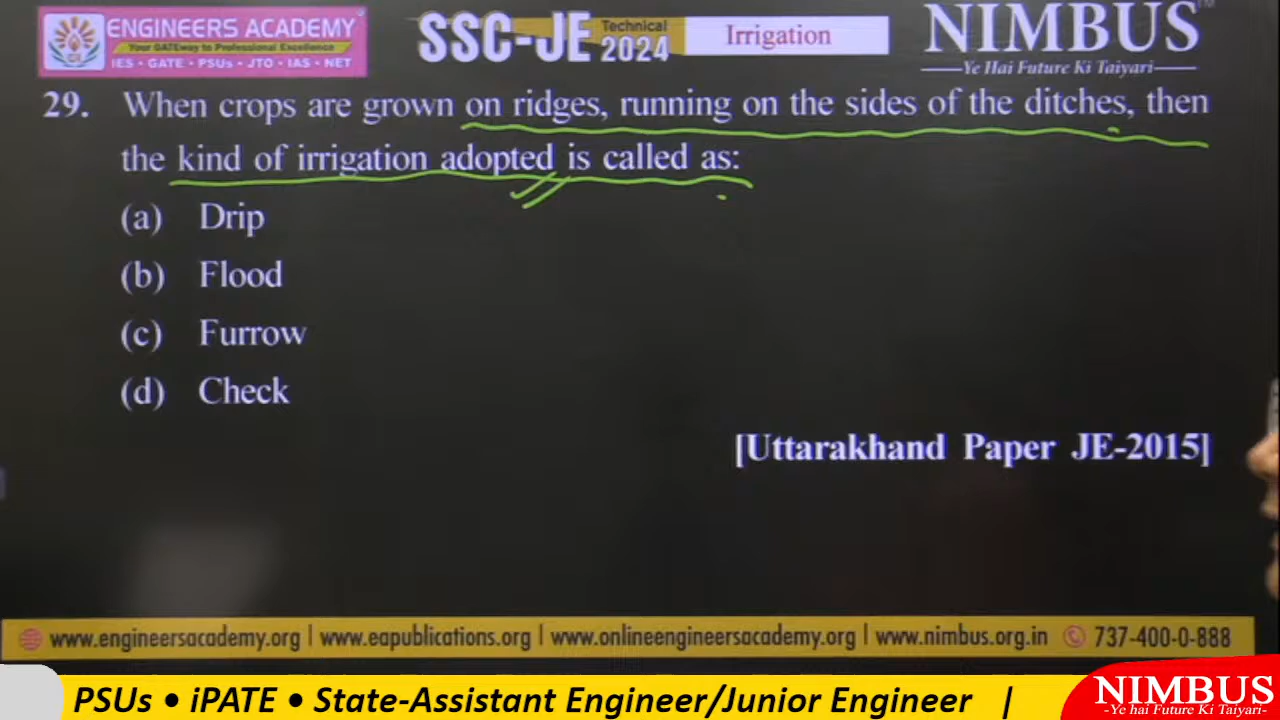 ENGINEERS ACADEMY
Your GATEway to Professional Excellence
IES • GATE • PSUs • JTO • IAS • NET
SSC-JE Technical 2024
Irrigation
NIMBUS™
Ye Hai Future Ki Taiyari
29. When crops are grown on ridges, running on the sides of the ditches, then
the kind of irrigation adopted is called as:
(a) Drip
(b) Flood
(c) Furrow
(d) Check
[Uttarakhand Paper JE-2015]
www.engineersacademy.org | www.eapublications.org | www.onlineengineersacademy.org | www.nimbus.org.in 737-400-0-888
PSUs • iPATE • State-Assistant Engineer/Junior Engineer |
NIMBUS
-Ye hai Future Ki Taiyari-